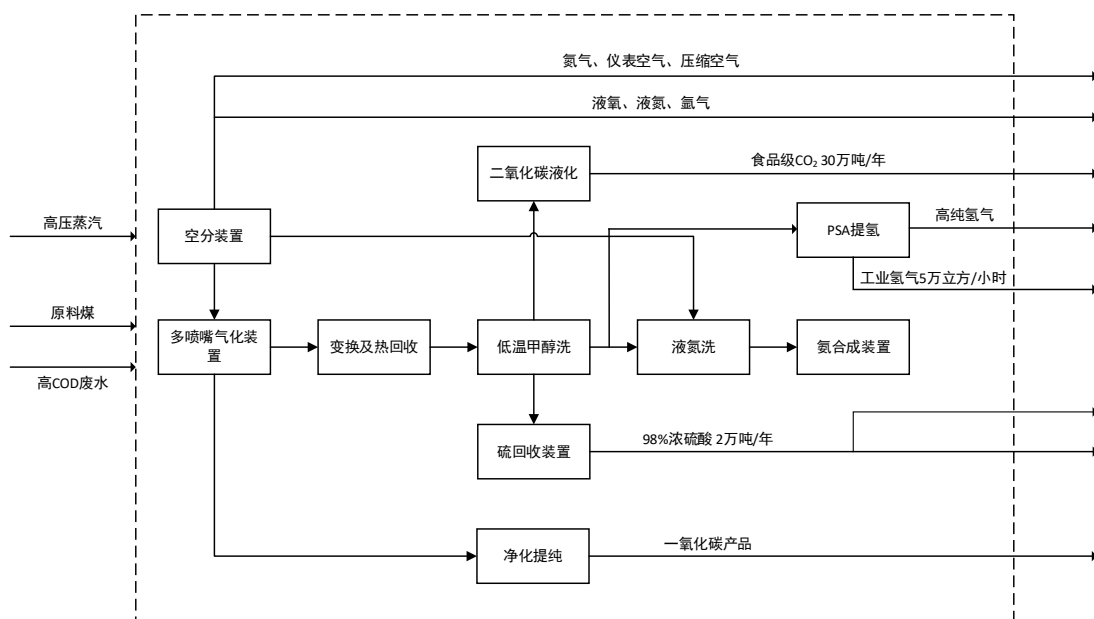 氮气、仪表空气、压缩空气
液氧、液氮、氩气
二氧化碳液化
食品级CO₂ 30万吨/年
高压蒸汽
空分装置
PSA提氢
高纯氢气
工业氢气5万立方/小时
原料煤
多喷嘴气化装
置
变换及热回收
低温甲醇洗
液氮洗
氨合成装置
高COD废水
硫回收装置
98%浓硫酸 2万吨/年
净化提纯
一氧化碳产品